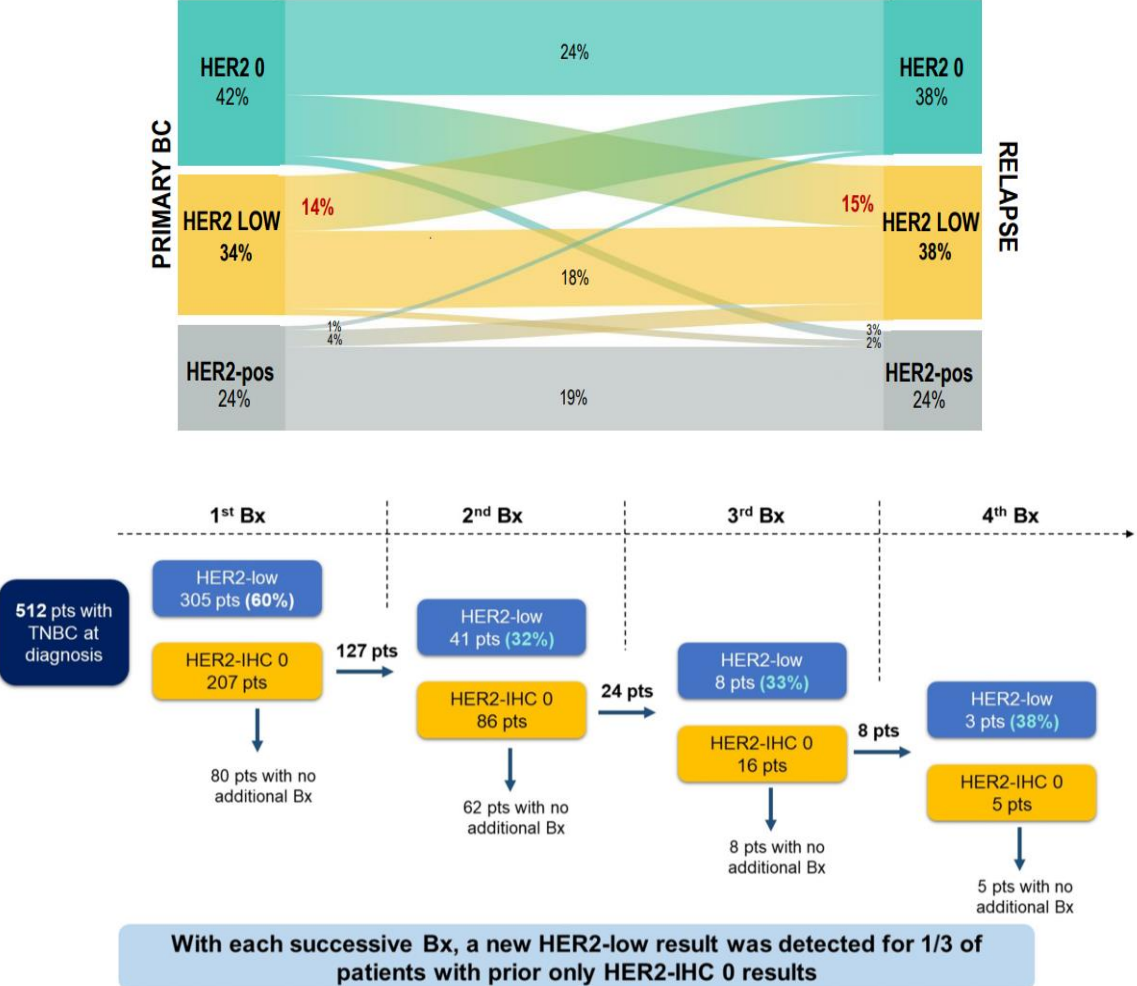 PRIMARY BC
HER2 0
42%
24%
HER2 0
38%
14%
HER2 LOW
34%
18%
15%
HER2 LOW
38%
1%
4%
HER2-pos
24%
19%
3%
2%
HER2-pos
24%
RELAPSE
1st Bx
2nd Bx
3rd Bx
4th Bx
512 pts with
TNBC at
diagnosis
HER2-low
305 pts (60%)
HER2-IHC 0
207 pts
80 pts with no
additional Bx
127 pts
HER2-low
41 pts (32%)
HER2-IHC 0
86 pts
62 pts with no
additional Bx
24 pts
HER2-low
8 pts (33%)
HER2-IHC 0
16 pts
8 pts with no
additional Bx
8 pts
HER2-low
3 pts (38%)
HER2-IHC 0
5 pts
5 pts with no
additional Bx
With each successive Bx, a new HER2-low result was detected for 1/3 of
patients with prior only HER2-IHC 0 results